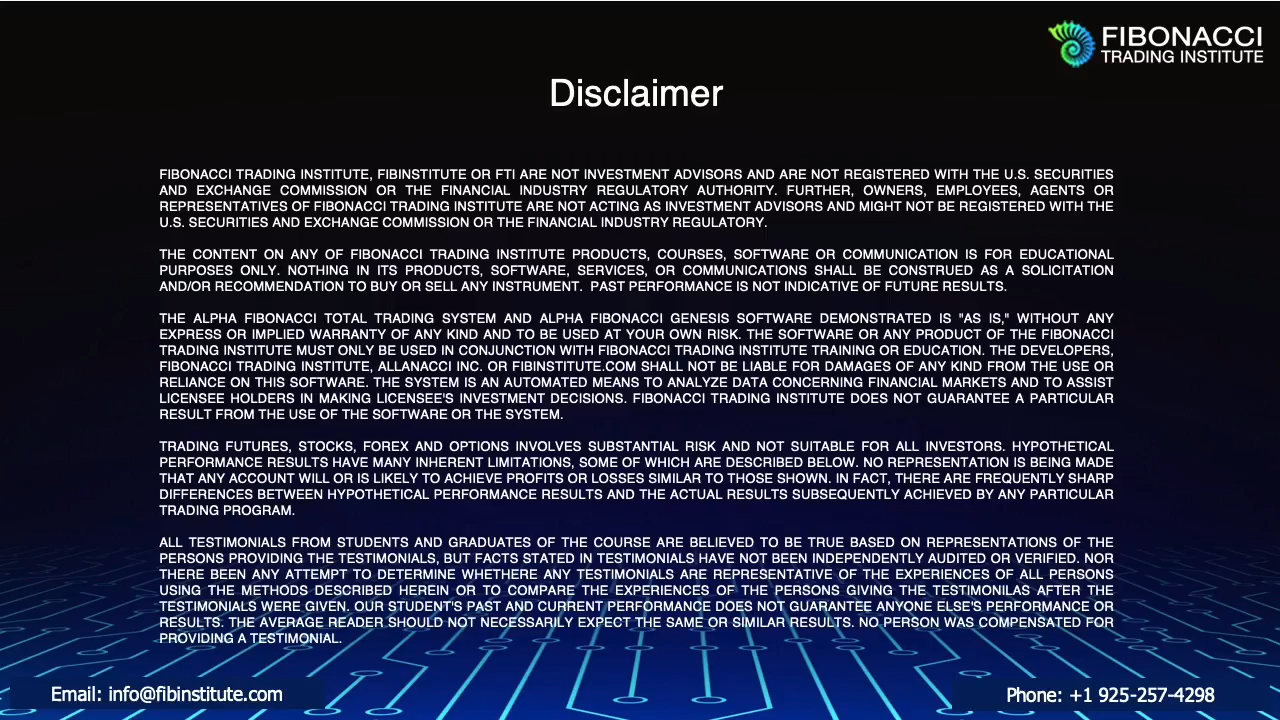 FIBONACCI
TRADING INSTITUTE
Disclaimer
FIBONACCI TRADING INSTITUTE, FIBINSTITUTE OR FTI ARE NOT INVESTMENT ADVISORS AND ARE NOT REGISTERED WITH THE U.S. SECURITIES
AND EXCHANGE COMMISSION OR THE FINANCIAL INDUSTRY REGULATORY AUTHORITY. FURTHER, OWNERS, EMPLOYEES, AGENTS OR
REPRESENTATIVES OF FIBONACCI TRADING INSTITUTE ARE NOT ACTING AS INVESTMENT ADVISORS AND MIGHT NOT BE REGISTERED WITH THE
U.S. SECURITIES AND EXCHANGE COMMISSION OR THE FINANCIAL INDUSTRY REGULATORY.
THE CONTENT ON ANY OF FIBONACCI TRADING INSTITUTE PRODUCTS, COURSES, SOFTWARE OR COMMUNICATION IS FOR EDUCATIONAL
PURPOSES ONLY. NOTHING IN ITS PRODUCTS, SOFTWARE, SERVICES, OR COMMUNICATIONS SHALL BE CONSTRUED AS A SOLICITATION
AND/OR RECOMMENDATION TO BUY OR SELL ANY INSTRUMENT. PAST PERFORMANCE IS NOT INDICATIVE OF FUTURE RESULTS.
THE ALPHA FIBONACCI TOTAL TRADING SYSTEM AND ALPHA FIBONACCI GENESIS SOFTWARE DEMONSTRATED IS "AS IS," WITHOUT ANY
EXPRESS OR IMPLIED WARRANTY OF ANY KIND AND TO BE USED AT YOUR OWN RISK. THE SOFTWARE OR ANY PRODUCT OF THE FIBONACCI
TRADING INSTITUTE MUST ONLY BE USED IN CONJUNCTION WITH FIBONACCI TRADING INSTITUTE TRAINING OR EDUCATION. THE DEVELOPERS,
FIBONACCI TRADING INSTITUTE, ALLANACCI INC. OR FIBINSTITUTE.COM SHALL NOT BE LIABLE FOR DAMAGES OF ANY KIND FROM THE USE OR
RELIANCE ON THIS SOFTWARE. THE SYSTEM IS AN AUTOMATED MEANS TO ANALYZE DATA CONCERNING FINANCIAL MARKETS AND TO ASSIST
LICENSEE HOLDERS IN MAKING LICENSEE'S INVESTMENT DECISIONS. FIBONACCI TRADING INSTITUTE DOES NOT GUARANTEE A PARTICULAR
RESULT FROM THE USE OF THE SOFTWARE OR THE SYSTEM.
TRADING FUTURES, STOCKS, FOREX AND OPTIONS INVOLVES SUBSTANTIAL RISK AND NOT SUITABLE FOR ALL INVESTORS. HYPOTHETICAL
PERFORMANCE RESULTS HAVE MANY INHERENT LIMITATIONS, SOME OF WHICH ARE DESCRIBED BELOW. NO REPRESENTATION IS BEING MADE
THAT ANY ACCOUNT WILL OR IS LIKELY TO ACHIEVE PROFITS OR LOSSES SIMILAR TO THOSE SHOWN. IN FACT, THERE ARE FREQUENTLY SHARP
DIFFERENCES BETWEEN HYPOTHETICAL PERFORMANCE RESULTS AND THE ACTUAL RESULTS SUBSEQUENTLY ACHIEVED BY ANY PARTICULAR
TRADING PROGRAM.
ALL TESTIMONIALS FROM STUDENTS AND GRADUATES OF THE COURSE ARE BELIEVED TO BE TRUE BASED ON REPRESENTATIONS OF THE
PERSONS PROVIDING THE TESTIMONIALS, BUT FACTS STATED IN TESTIMONIALS HAVE NOT BEEN INDEPENDENTLY AUDITED OR VERIFIED. NOR
THERE BEEN ANY ATTEMPT TO DETERMINE WHETHERE ANY TESTIMONIALS ARE REPRESENTATIVE OF THE EXPERIENCES OF ALL PERSONS
USING THE METHODS DESCRIBED HEREIN OR TO COMPARE THE EXPERIENCES OF THE PERSONS GIVING THE TESTIMONILAS AFTER THE
TESTIMONIALS WERE GIVEN. OUR STUDENT'S PAST AND CURRENT PERFORMANCE DOES NOT GUARANTEE ANYONE ELSE'S PERFORMANCE OR
RESULTS. THE AVERAGE READER SHOULD NOT NECESSARILY EXPECT THE SAME OR SIMILAR RESULTS. NO PERSON WAS COMPENSATED FOR
PROVIDING A TESTIMONIAL.
Email: info@fibinstitute.com
Phone: +1 925-257-4298